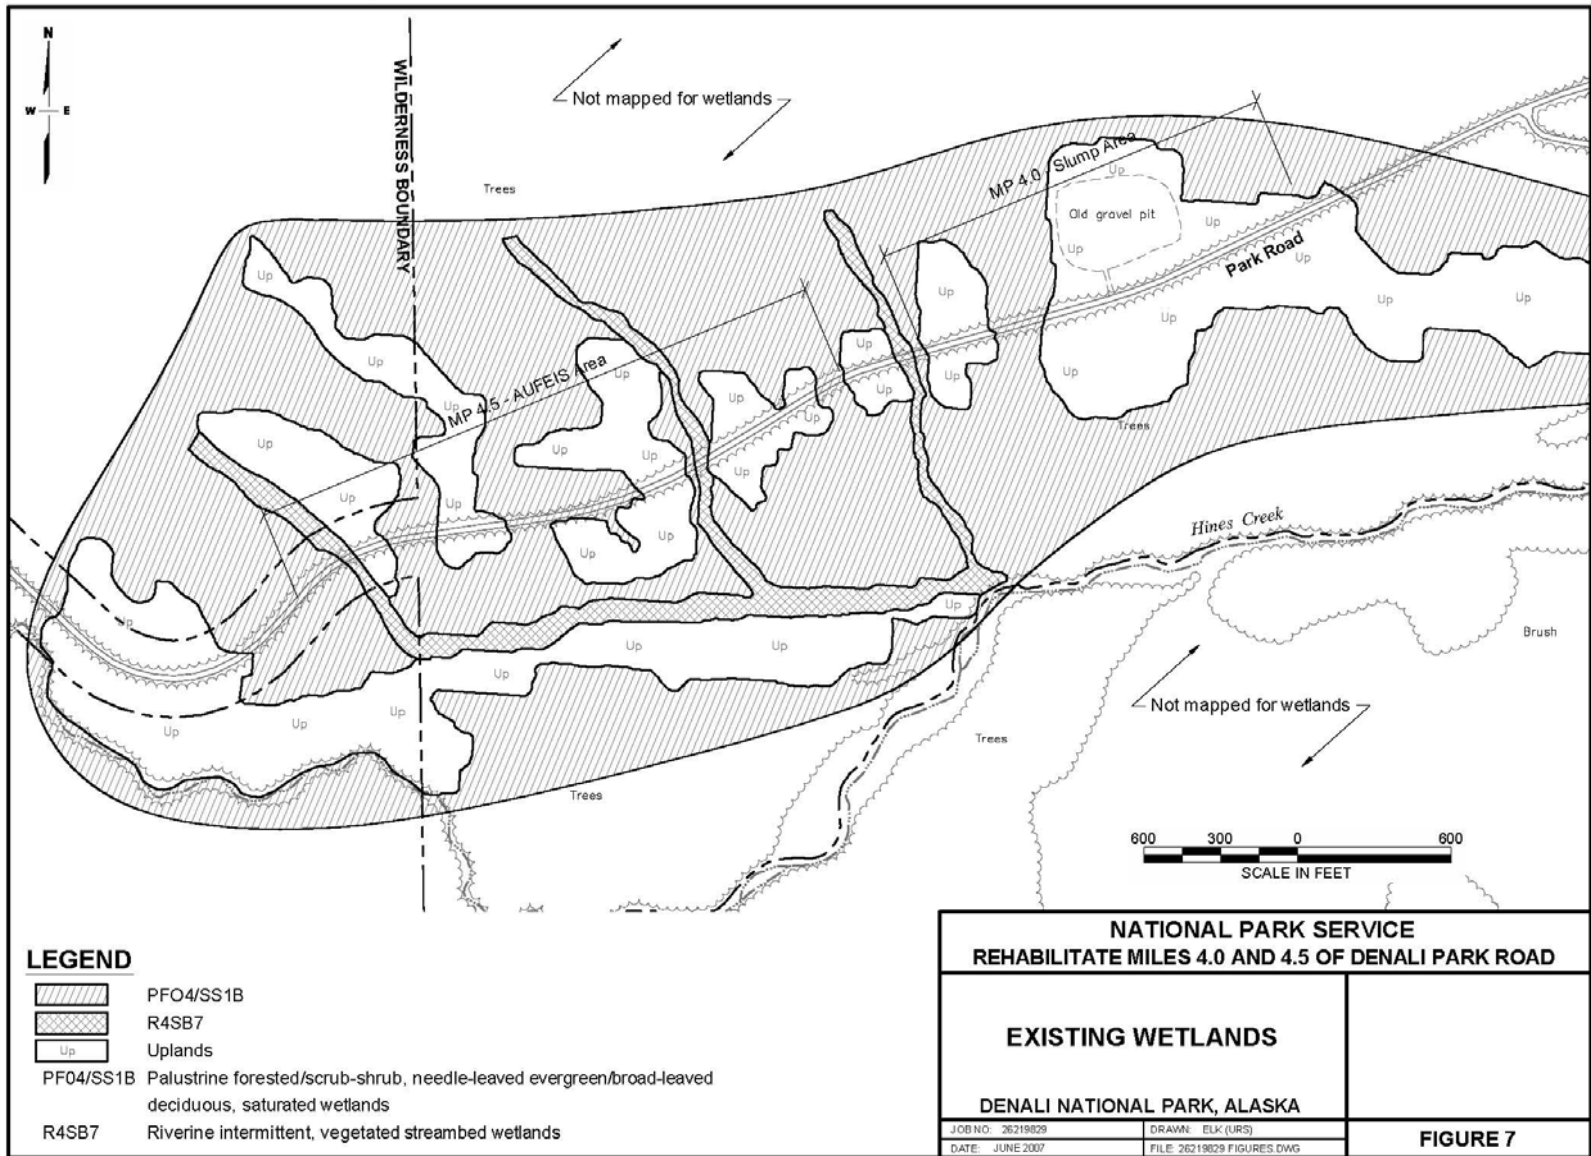 N
W E
WILDERNESS BOUNDARY
Not mapped for wetlands
Trees
MP 4.0 - Slump Area
Up
Old gravel pit
Up
Up
Park Road
Up
Up
Up
Up
Up
Up
Up
Up
Up
Up
Up
MP 4.5 - AUFEIS Area
Up
Up
Up
Up
Up
Up
Up
Trees
Up
Up
Up
Up
Up
Up
Up
Up
Hines Creek
Up
Up
Brush
Up
Up
Up
Up
Up
Up
Not mapped for wetlands
Trees
Trees
600 300 0 600
SCALE IN FEET
LEGEND
PFO4/SS1B
R4SB7
Up Uplands
PF04/SS1B Palustrine forested/scrub-shrub, needle-leaved evergreen/broad-leaved
deciduous, saturated wetlands
R4SB7 Riverine intermittent, vegetated streambed wetlands
NATIONAL PARK SERVICE
REHABILITATE MILES 4.0 AND 4.5 OF DENALI PARK ROAD
EXISTING WETLANDS
DENALI NATIONAL PARK, ALASKA
JOB NO: 26219829 DRAWN: ELK (URS)
DATE: JUNE 2007 FILE: 26219829 FIGURES.DWG
FIGURE 7